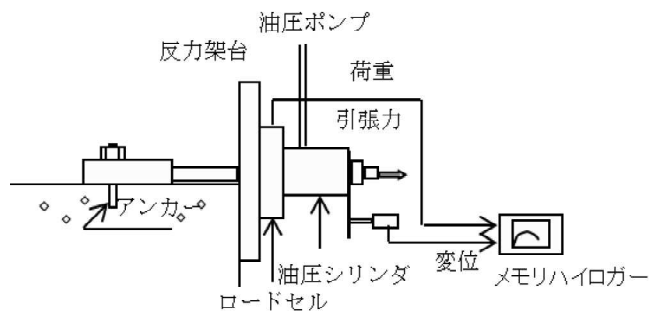 油圧ポンプ
反力架台
荷重
引張力
アンカー
油圧シリンダ
変位
メモリハイロガー
ロードセル